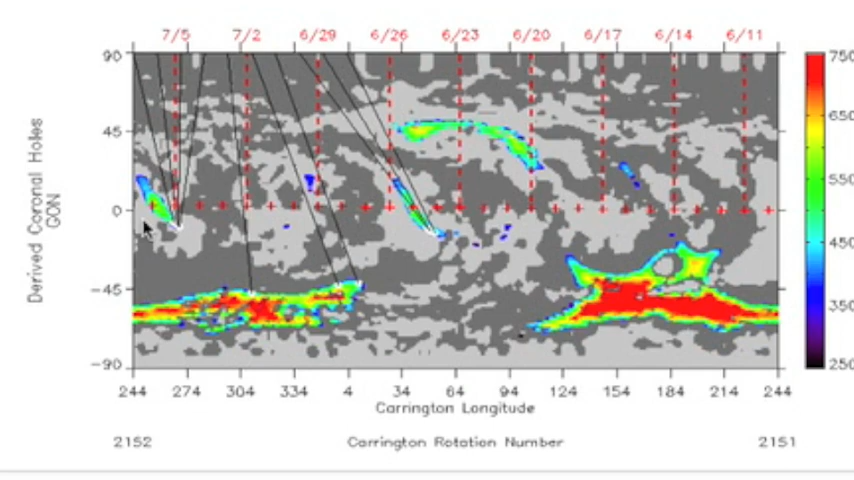 7/5 7/2 6/29 6/26 6/23 6/20 6/17 6/14 6/11
90
45
0
-45
-90
Derived Coronal Holes
GON
750
650
550
450
350
250
244 274 304 334 4 34 64 94 124 154 184 214 244
Carrington Longitude
2152 Carrington Rotation Number 2151